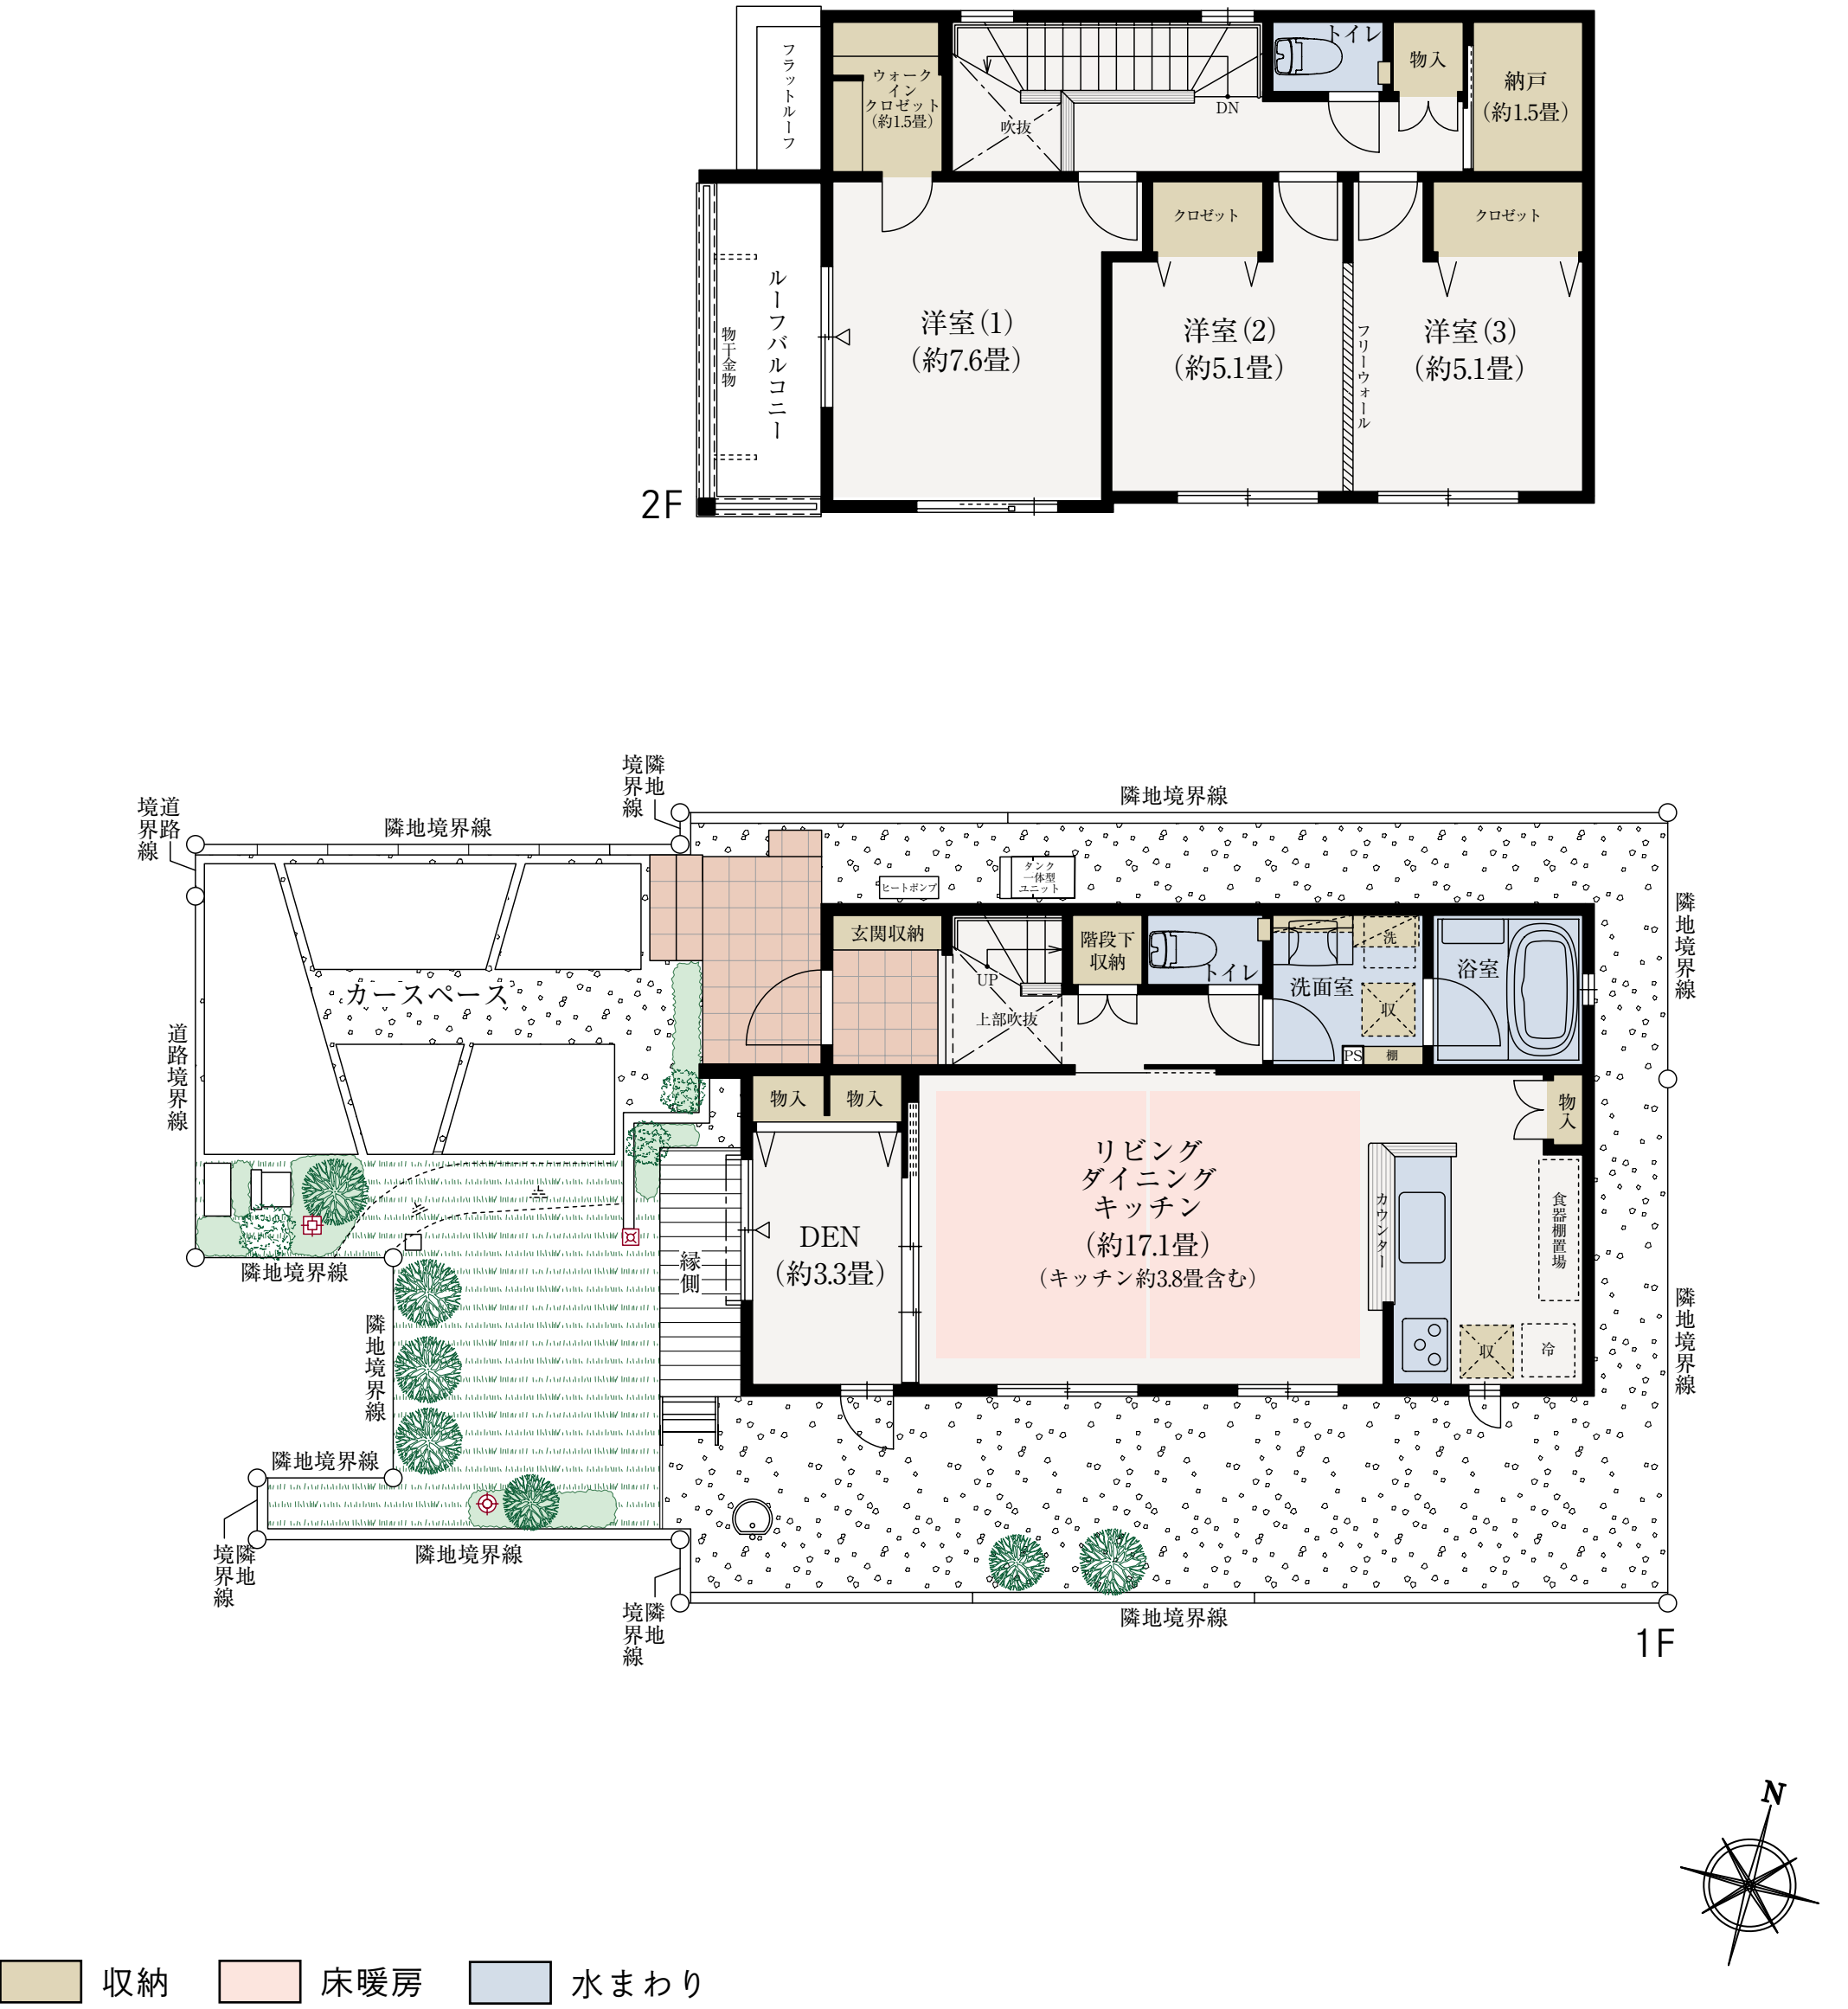 フラットルーフ
ウォーク
イン
クロゼット
（約1.5畳）
吹抜
DN
トイレ
物入
納戸
（約1.5畳）
クロゼット
クロゼット
ルーフバルコニー
物干金物
洋室（1）
（約7.6畳）
洋室（2）
（約5.1畳）
フリーウォール
洋室（3）
（約5.1畳）
2F
隣地
境界線
道路
境界線
隣地境界線
隣地境界線
ヒートポンプ
タンク
一体型
ユニット
隣地境界線
玄関収納
UP
上部吹抜
階段下
収納
トイレ
洗面室
洗
収
PS
棚
浴室
カースペース
道路境界線
物入
物入
物入
リビング
ダイニング
キッチン
（約17.1畳）
（キッチン約3.8畳含む）
カウンター
食器棚置場
DEN
（約3.3畳）
縁側
収
冷
隣地境界線
隣地境界線
隣地境界線
隣地境界線
隣地
境界線
隣地境界線
隣地
境界線
隣地境界線
1F
N
収納
床暖房
水まわり